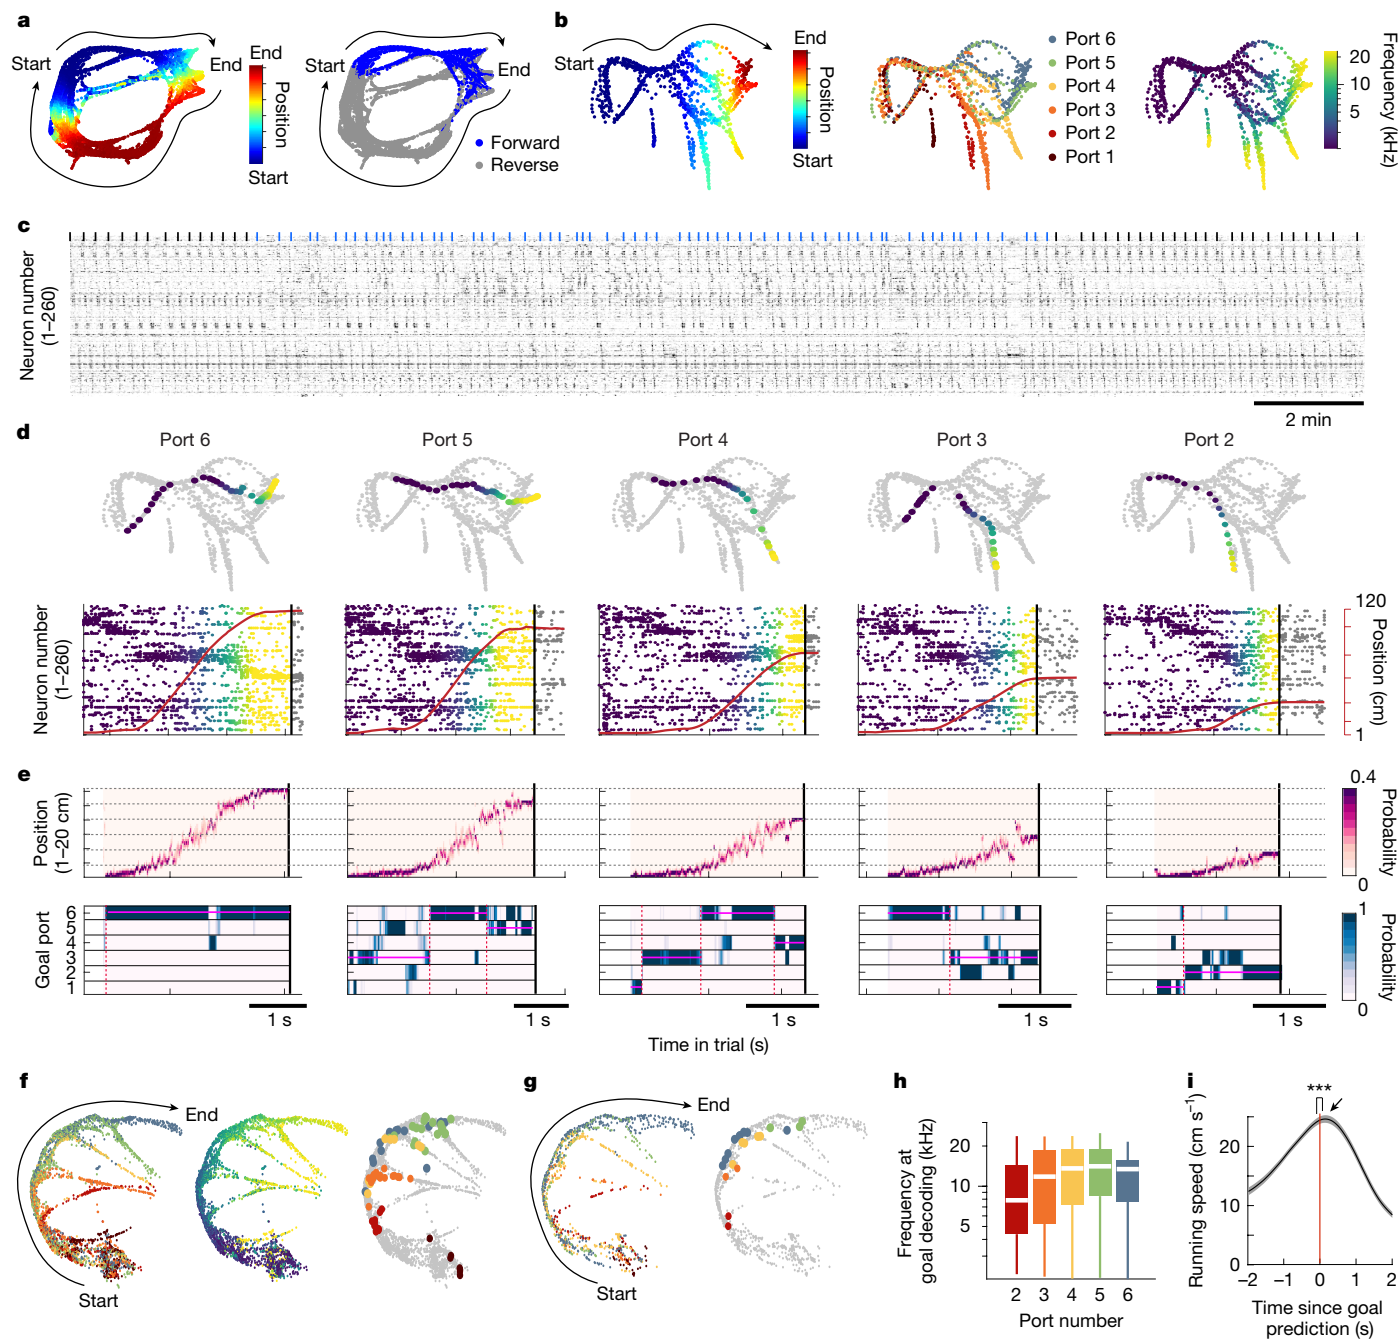 a
Start
End
End
Position
Start
Start
End
Forward
Reverse
b
Start
End
Position
Start
Port 6
Port 5
Port 4
Port 3
Port 2
Port 1
20
10
5
Frequency (kHz)
c
Neuron number
(1–260)
2 min
d
Port 6
Port 5
Port 4
Port 3
Port 2
Neuron number
(1–260)
120
Position (cm)
1
e
Position
(1–20 cm)
0.4
Probability
0
Goal port
6
5
4
3
2
1
1
Probability
0
1 s
1 s
1 s
1 s
1 s
Time in trial (s)
f
End
Start
g
End
Start
h
Frequency at
goal decoding (kHz)
20
10
5
2 3 4 5 6
Port number
i
***
Running speed (cm s⁻¹)
20
10
0
−2 −1 0 1 2
Time since goal
prediction (s)